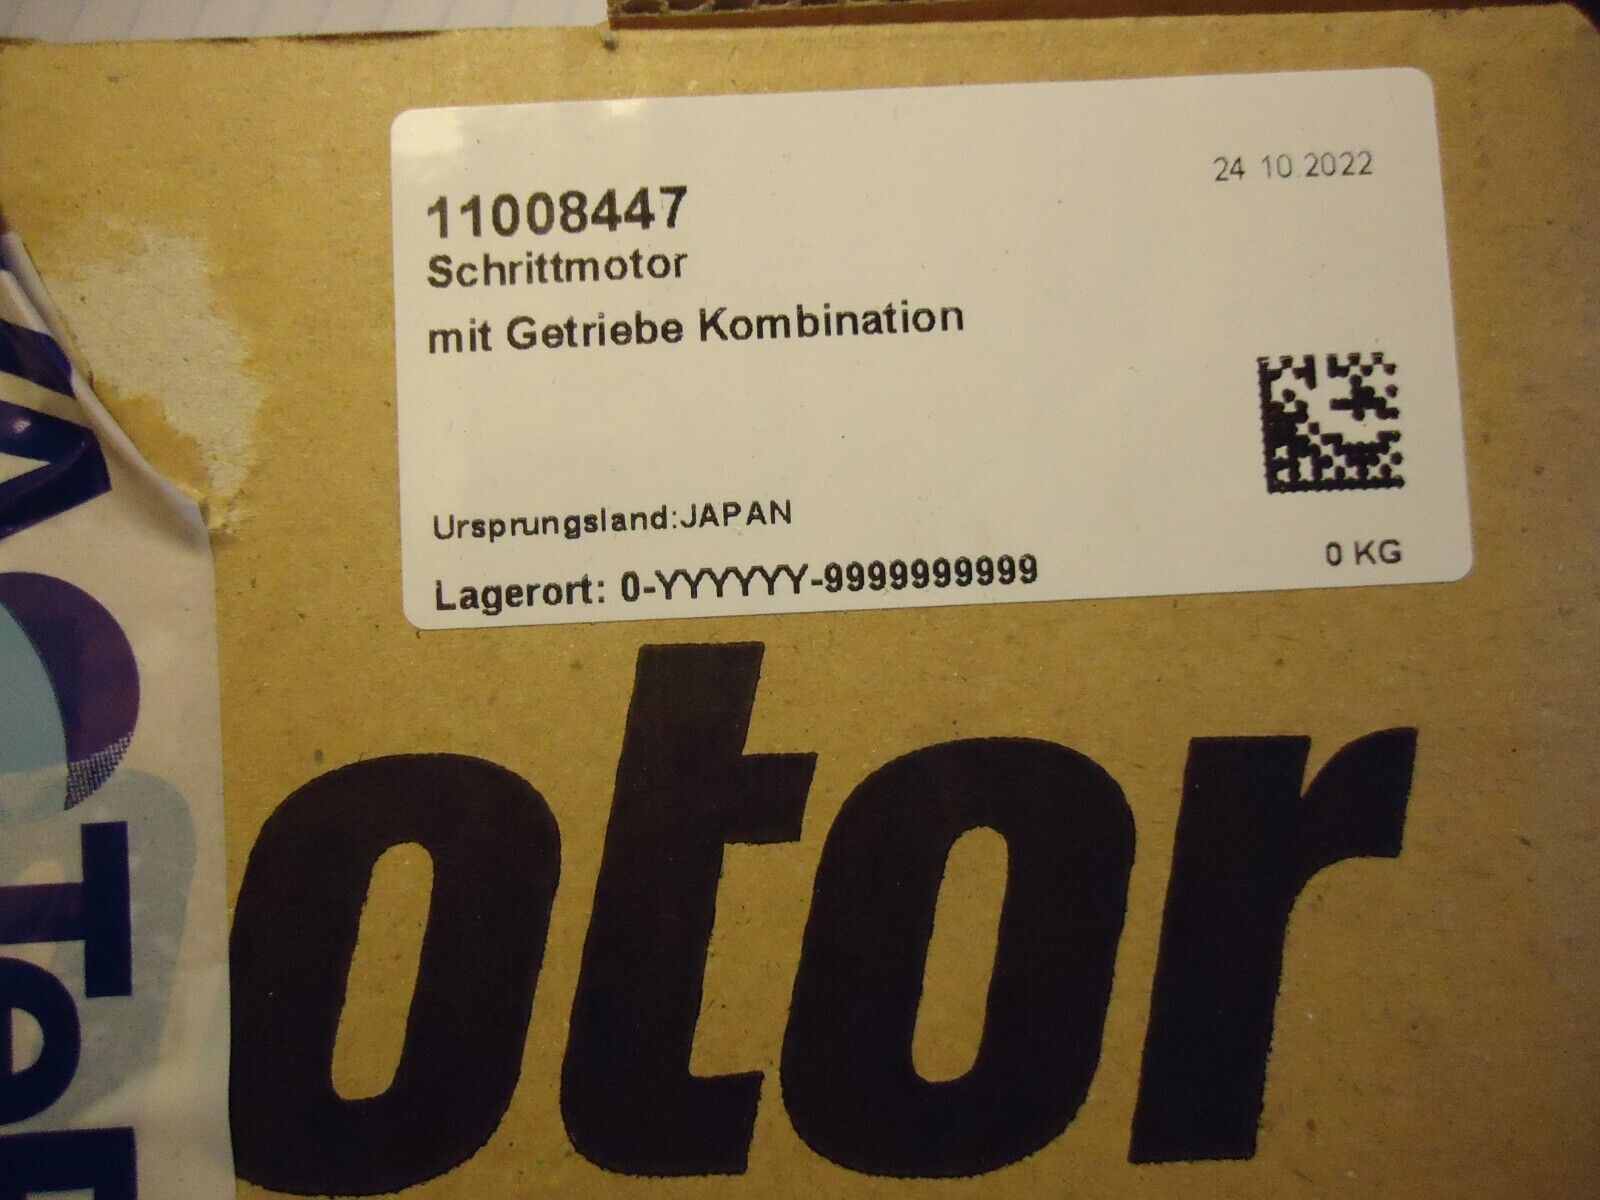 24 10.2022
11008447
Schrittmotor
mit Getriebe Kombination
Ursprungsland:JAPAN
0 KG
Lagerort: 0-YYYYYY-9999999999
otor